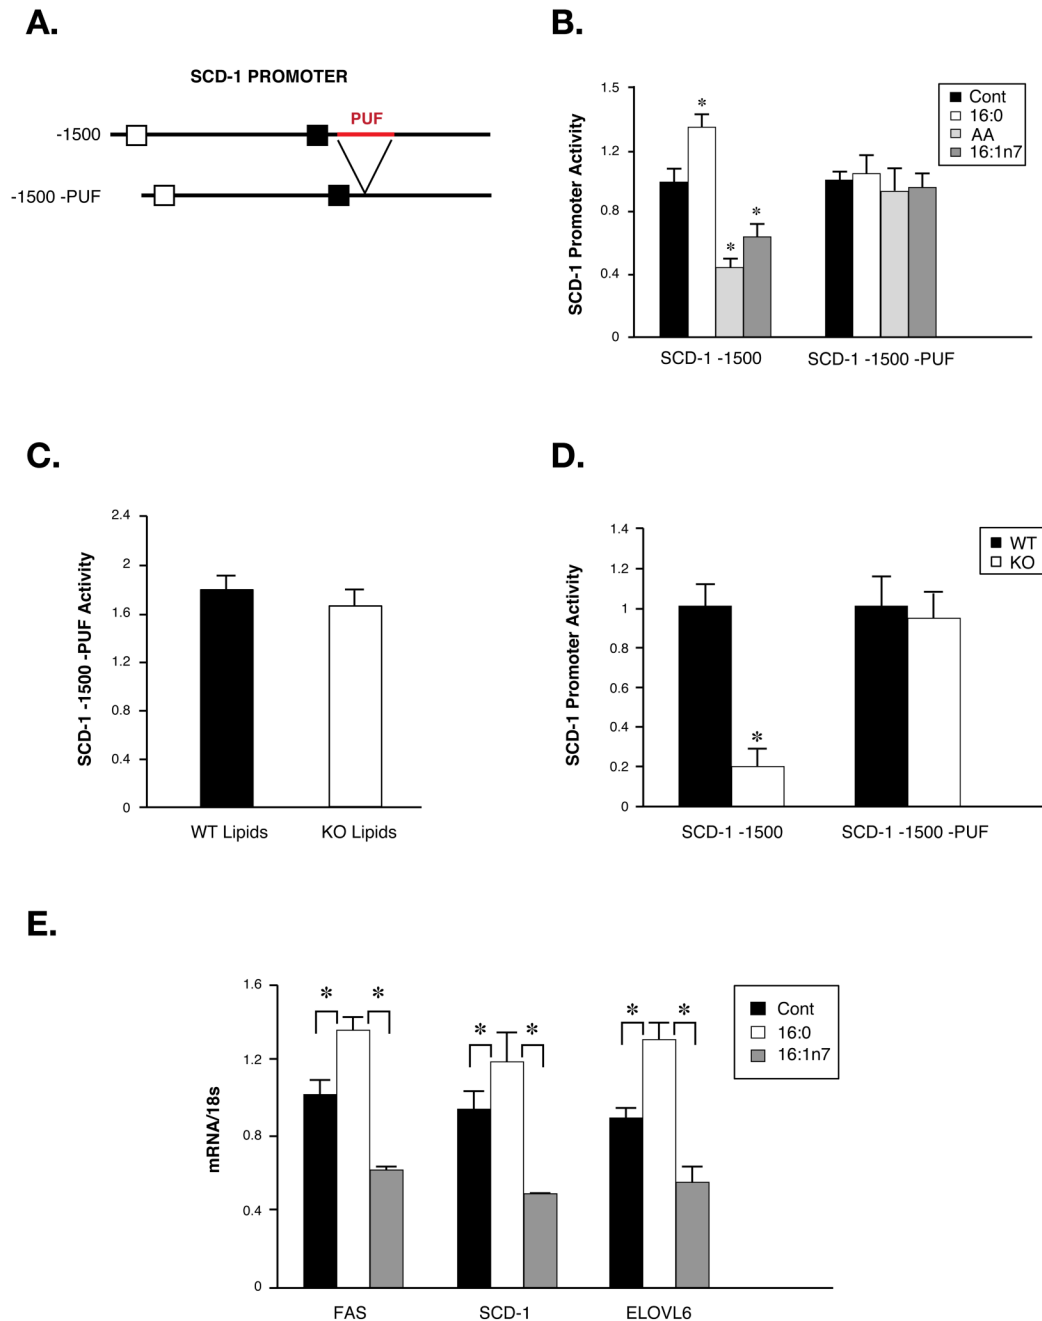 A.
SCD-1 PROMOTER
PUF
-1500
-1500 -PUF
B.
SCD-1 Promoter Activity
1.5
1.2
0.8
0.4
0
*
*
*
Cont
16:0
AA
16:1n7
SCD-1 -1500
SCD-1 -1500 -PUF
C.
SCD-1 -1500 -PUF Activity
2.4
2
1.6
1.2
0.8
0.4
0
WT Lipids
KO Lipids
D.
SCD-1 Promoter Activity
1.4
1.2
1
0.8
0.6
0.4
0.2
0
*
WT
KO
SCD-1 -1500
SCD-1 -1500 -PUF
E.
mRNA/18s
1.6
1.2
0.8
0.4
0
* *
* *
* *
Cont
16:0
16:1n7
FAS
SCD-1
ELOVL6